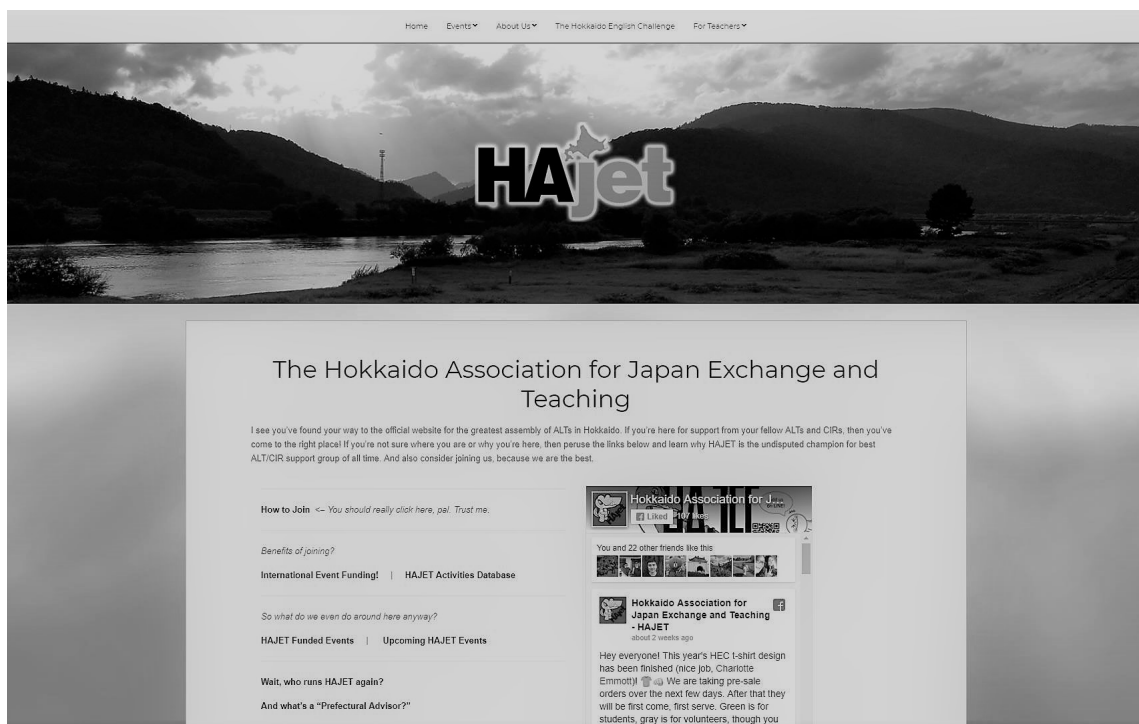 Home Events About Us The Hokkaido English Challenge For Teachers
HAjet
The Hokkaido Association for Japan Exchange and
Teaching
I see you've found your way to the official website for the greatest assembly of ALTs in Hokkaido. If you're here for support from your fellow ALTs and CIRs, then you've
come to the right place! If you're not sure where you are or why you're here, then peruse the links below and learn why HAJET is the undisputed champion for best
ALT/CIR support group of all time. And also consider joining us, because we are the best.
How to Join <– You should really click here, pal. Trust me.
Benefits of joining?
International Event Funding! | HAJET Activities Database
So what do we even do around here anyway?
HAJET Funded Events | Upcoming HAJET Events
Wait, who runs HAJET again?
And what's a “Prefectural Advisor?”
Hokkaido Association for J...
Liked 107 likes
You and 22 other friends like this
Hokkaido Association for
Japan Exchange and Teaching
- HAJET
about 2 weeks ago
Hey everyone! This year's HEC t-shirt design
has been finished (nice job, Charlotte
Emmott)! We are taking pre-sale
orders over the next few days. After that they
will be first come, first serve. Green is for
students, gray is for volunteers, though you